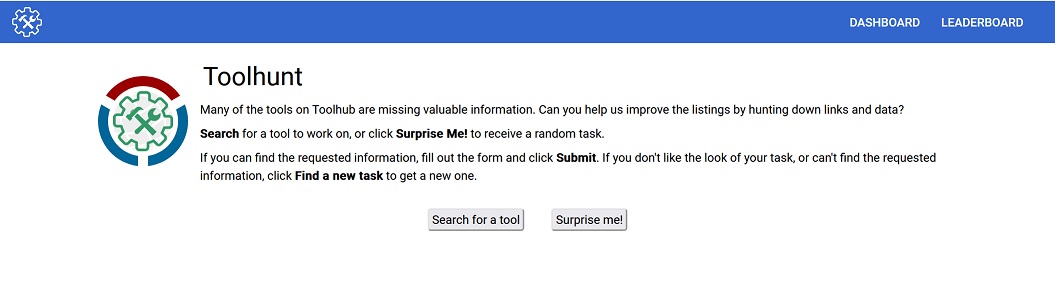 DASHBOARD LEADERBOARD
Toolhunt
Many of the tools on Toolhub are missing valuable information. Can you help us improve the listings by hunting down links and data?
Search for a tool to work on, or click Surprise Me! to receive a random task.
If you can find the requested information, fill out the form and click Submit. If you don't like the look of your task, or can't find the requested
information, click Find a new task to get a new one.
Search for a tool Surprise me!